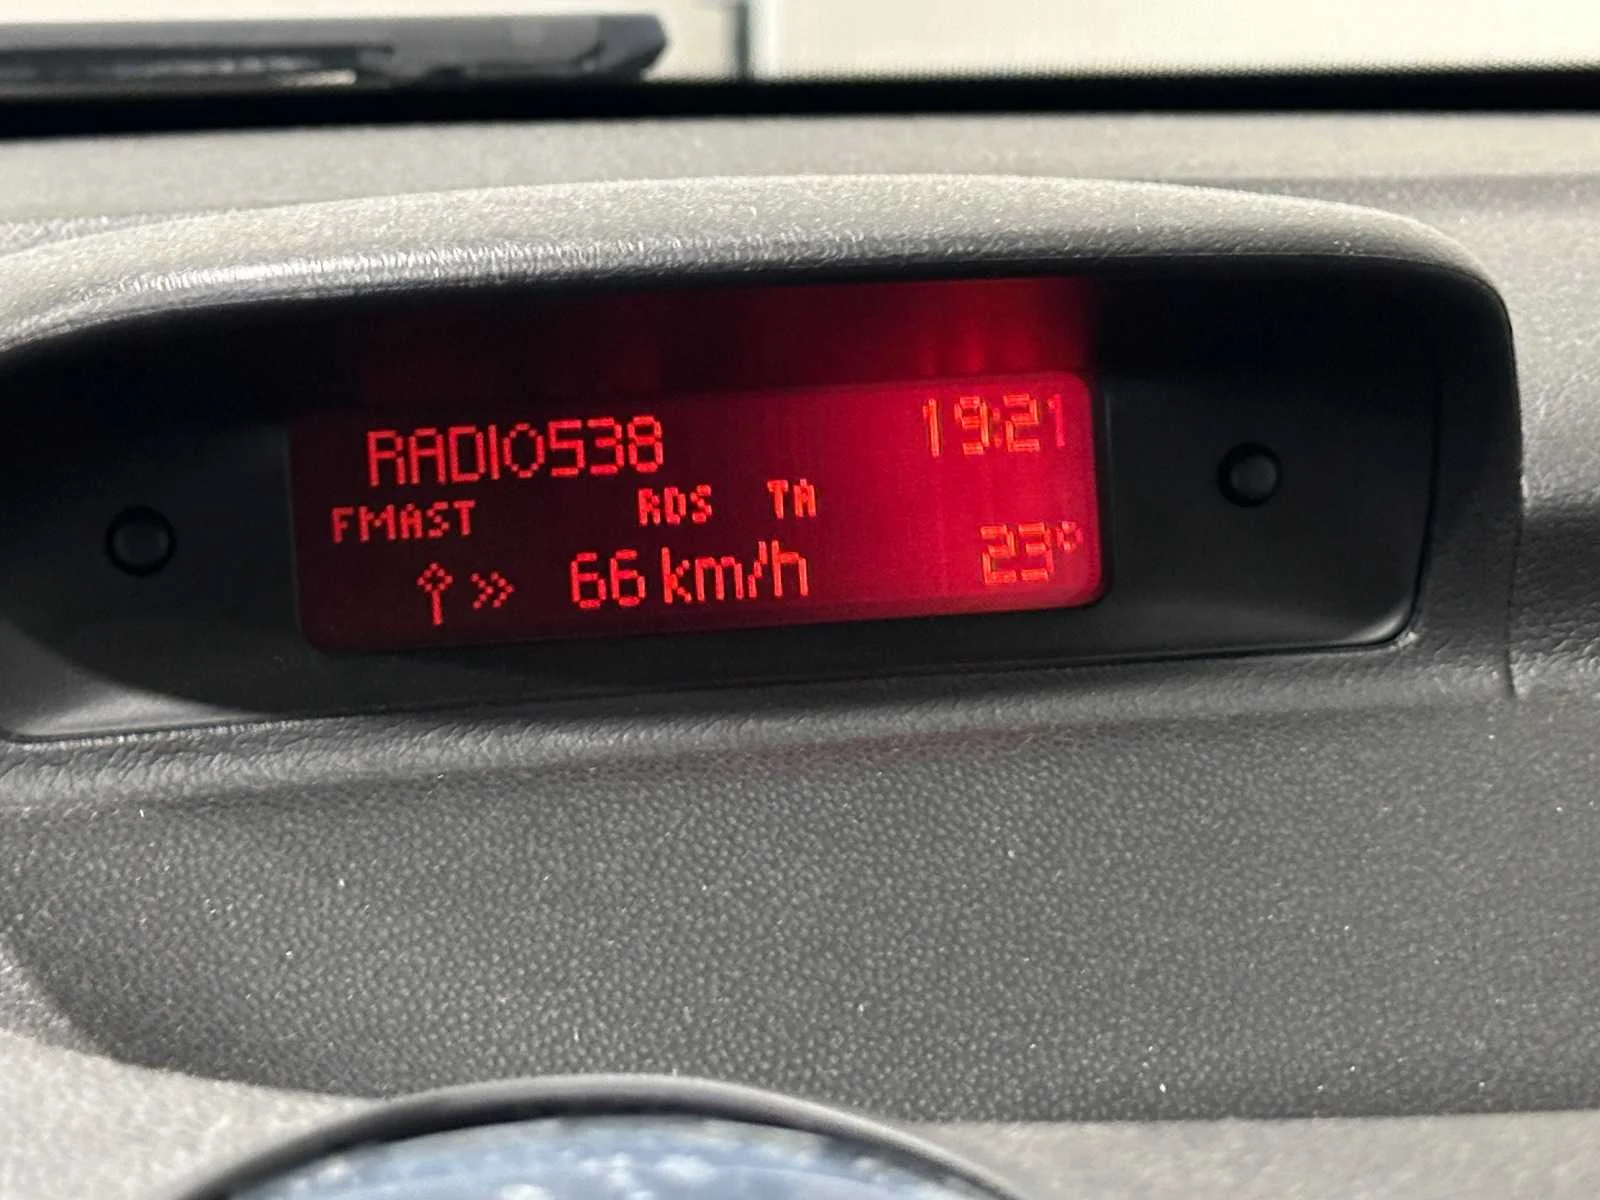 RADIO538 19:21
FMAST RDS TA
66 km/h 23°